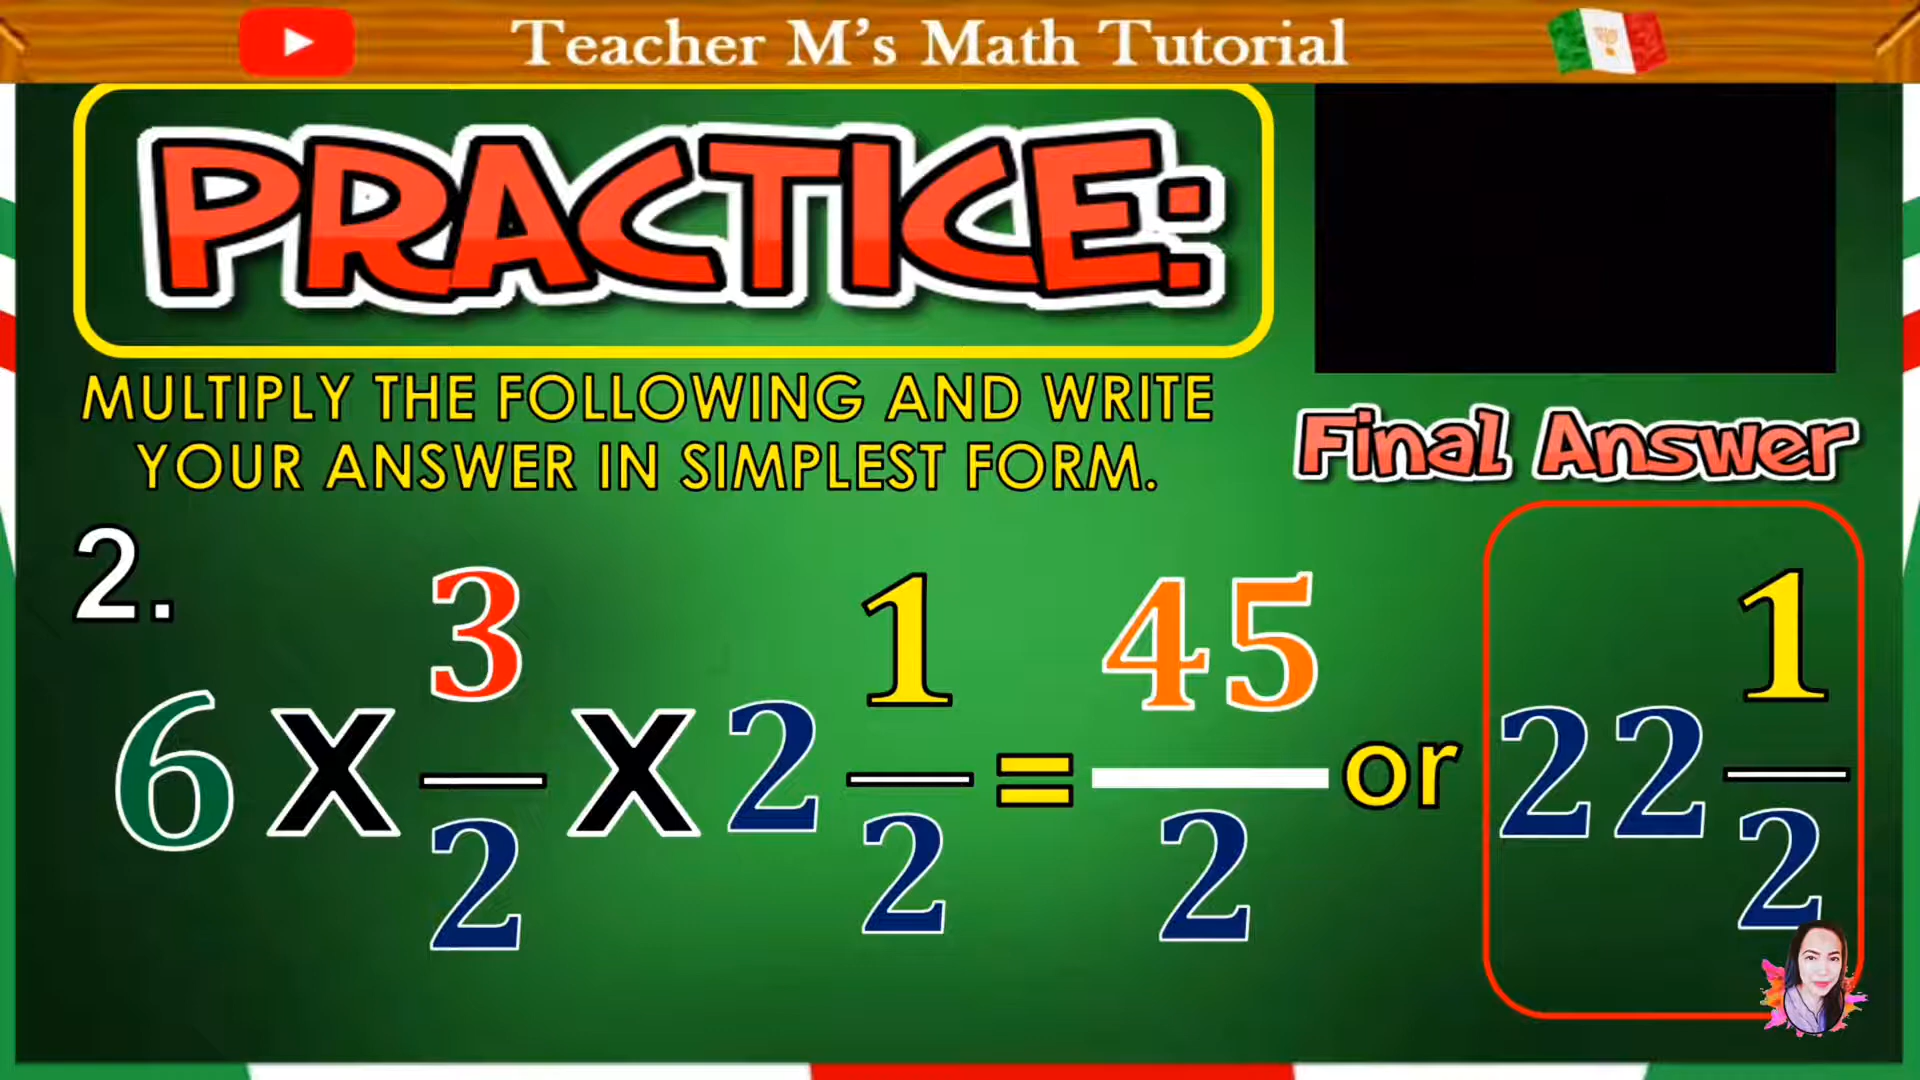 Teacher M's Math Tutorial
PRACTICE:
MULTIPLY THE FOLLOWING AND WRITE
YOUR ANSWER IN SIMPLEST FORM.
Final Answer
2.
6 x 3/2 x 2 1/2 = 45/2 or 22 1/2